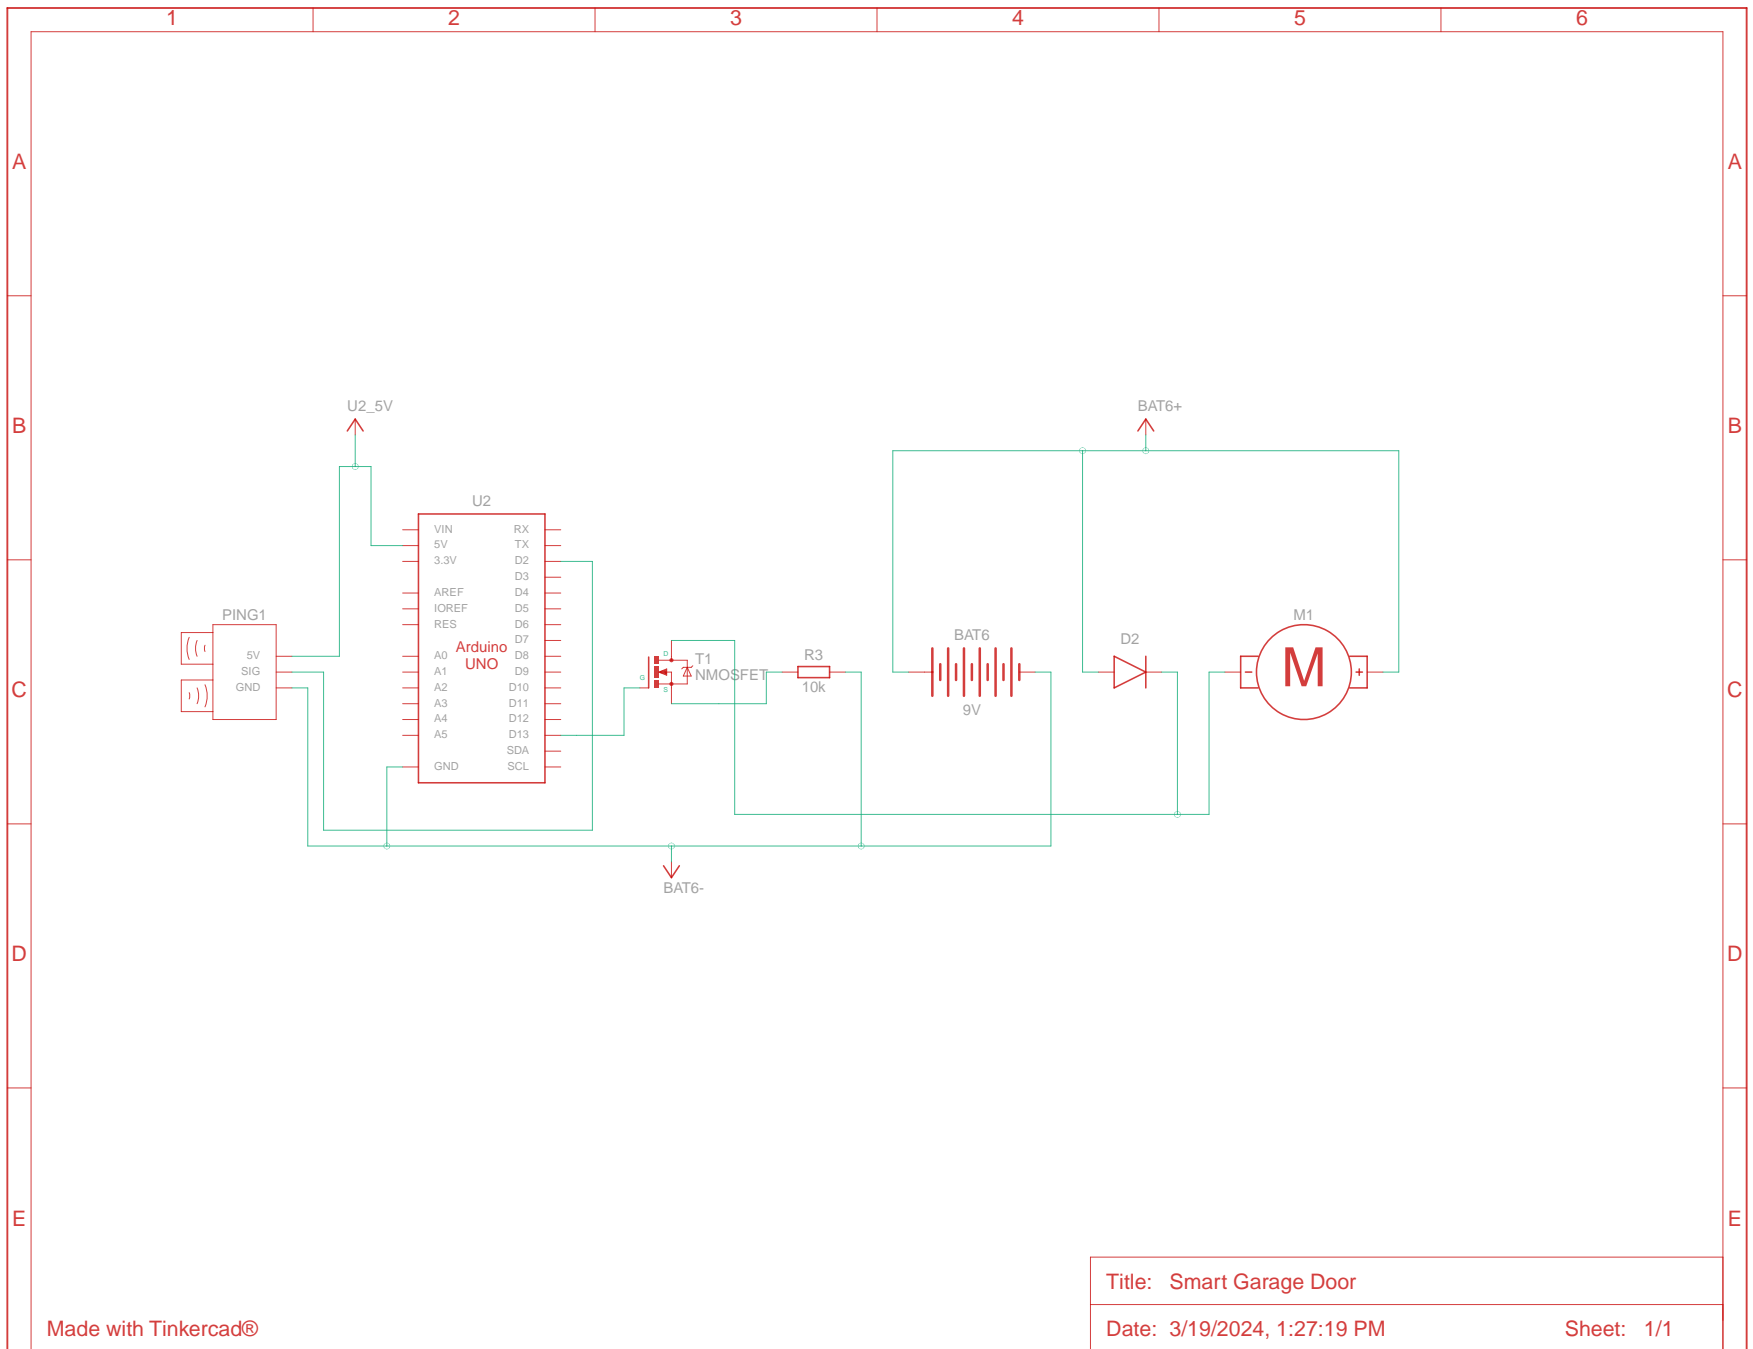 1 2 3 4 5 6
A A
U2_5V BAT6+
B B
U2
VIN RX
5V TX
3.3V D2
D3
AREF D4
IOREF D5
RES D6
D7
A0 D8
A1 D9
A2 D10
A3 D11
A4 D12
A5 D13
SDA
GND SCL
Arduino
UNO
PING1
5V
SIG
GND
D
G
S
T1
NMOSFET
R3
10k
BAT6
9V
D2
M1
- M +
C C
BAT6-
D D
E E
Title: Smart Garage Door
Made with Tinkercad®
Date: 3/19/2024, 1:27:19 PM Sheet: 1/1